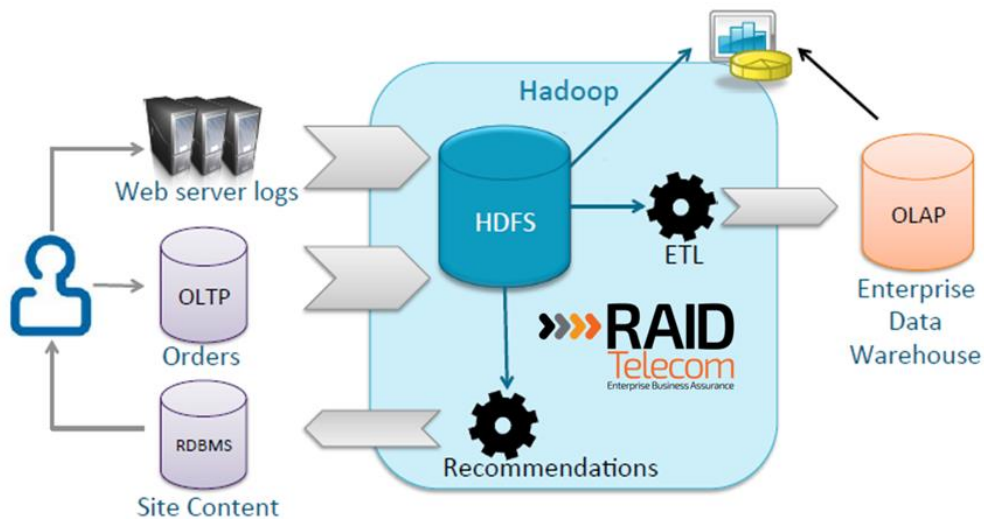 Hadoop
Web server logs
HDFS
ETL
OLAP
Enterprise
Data
Warehouse
OLTP
Orders
RAID
Telecom
Enterprise Business Assurance
RDBMS
Site Content
Recommendations